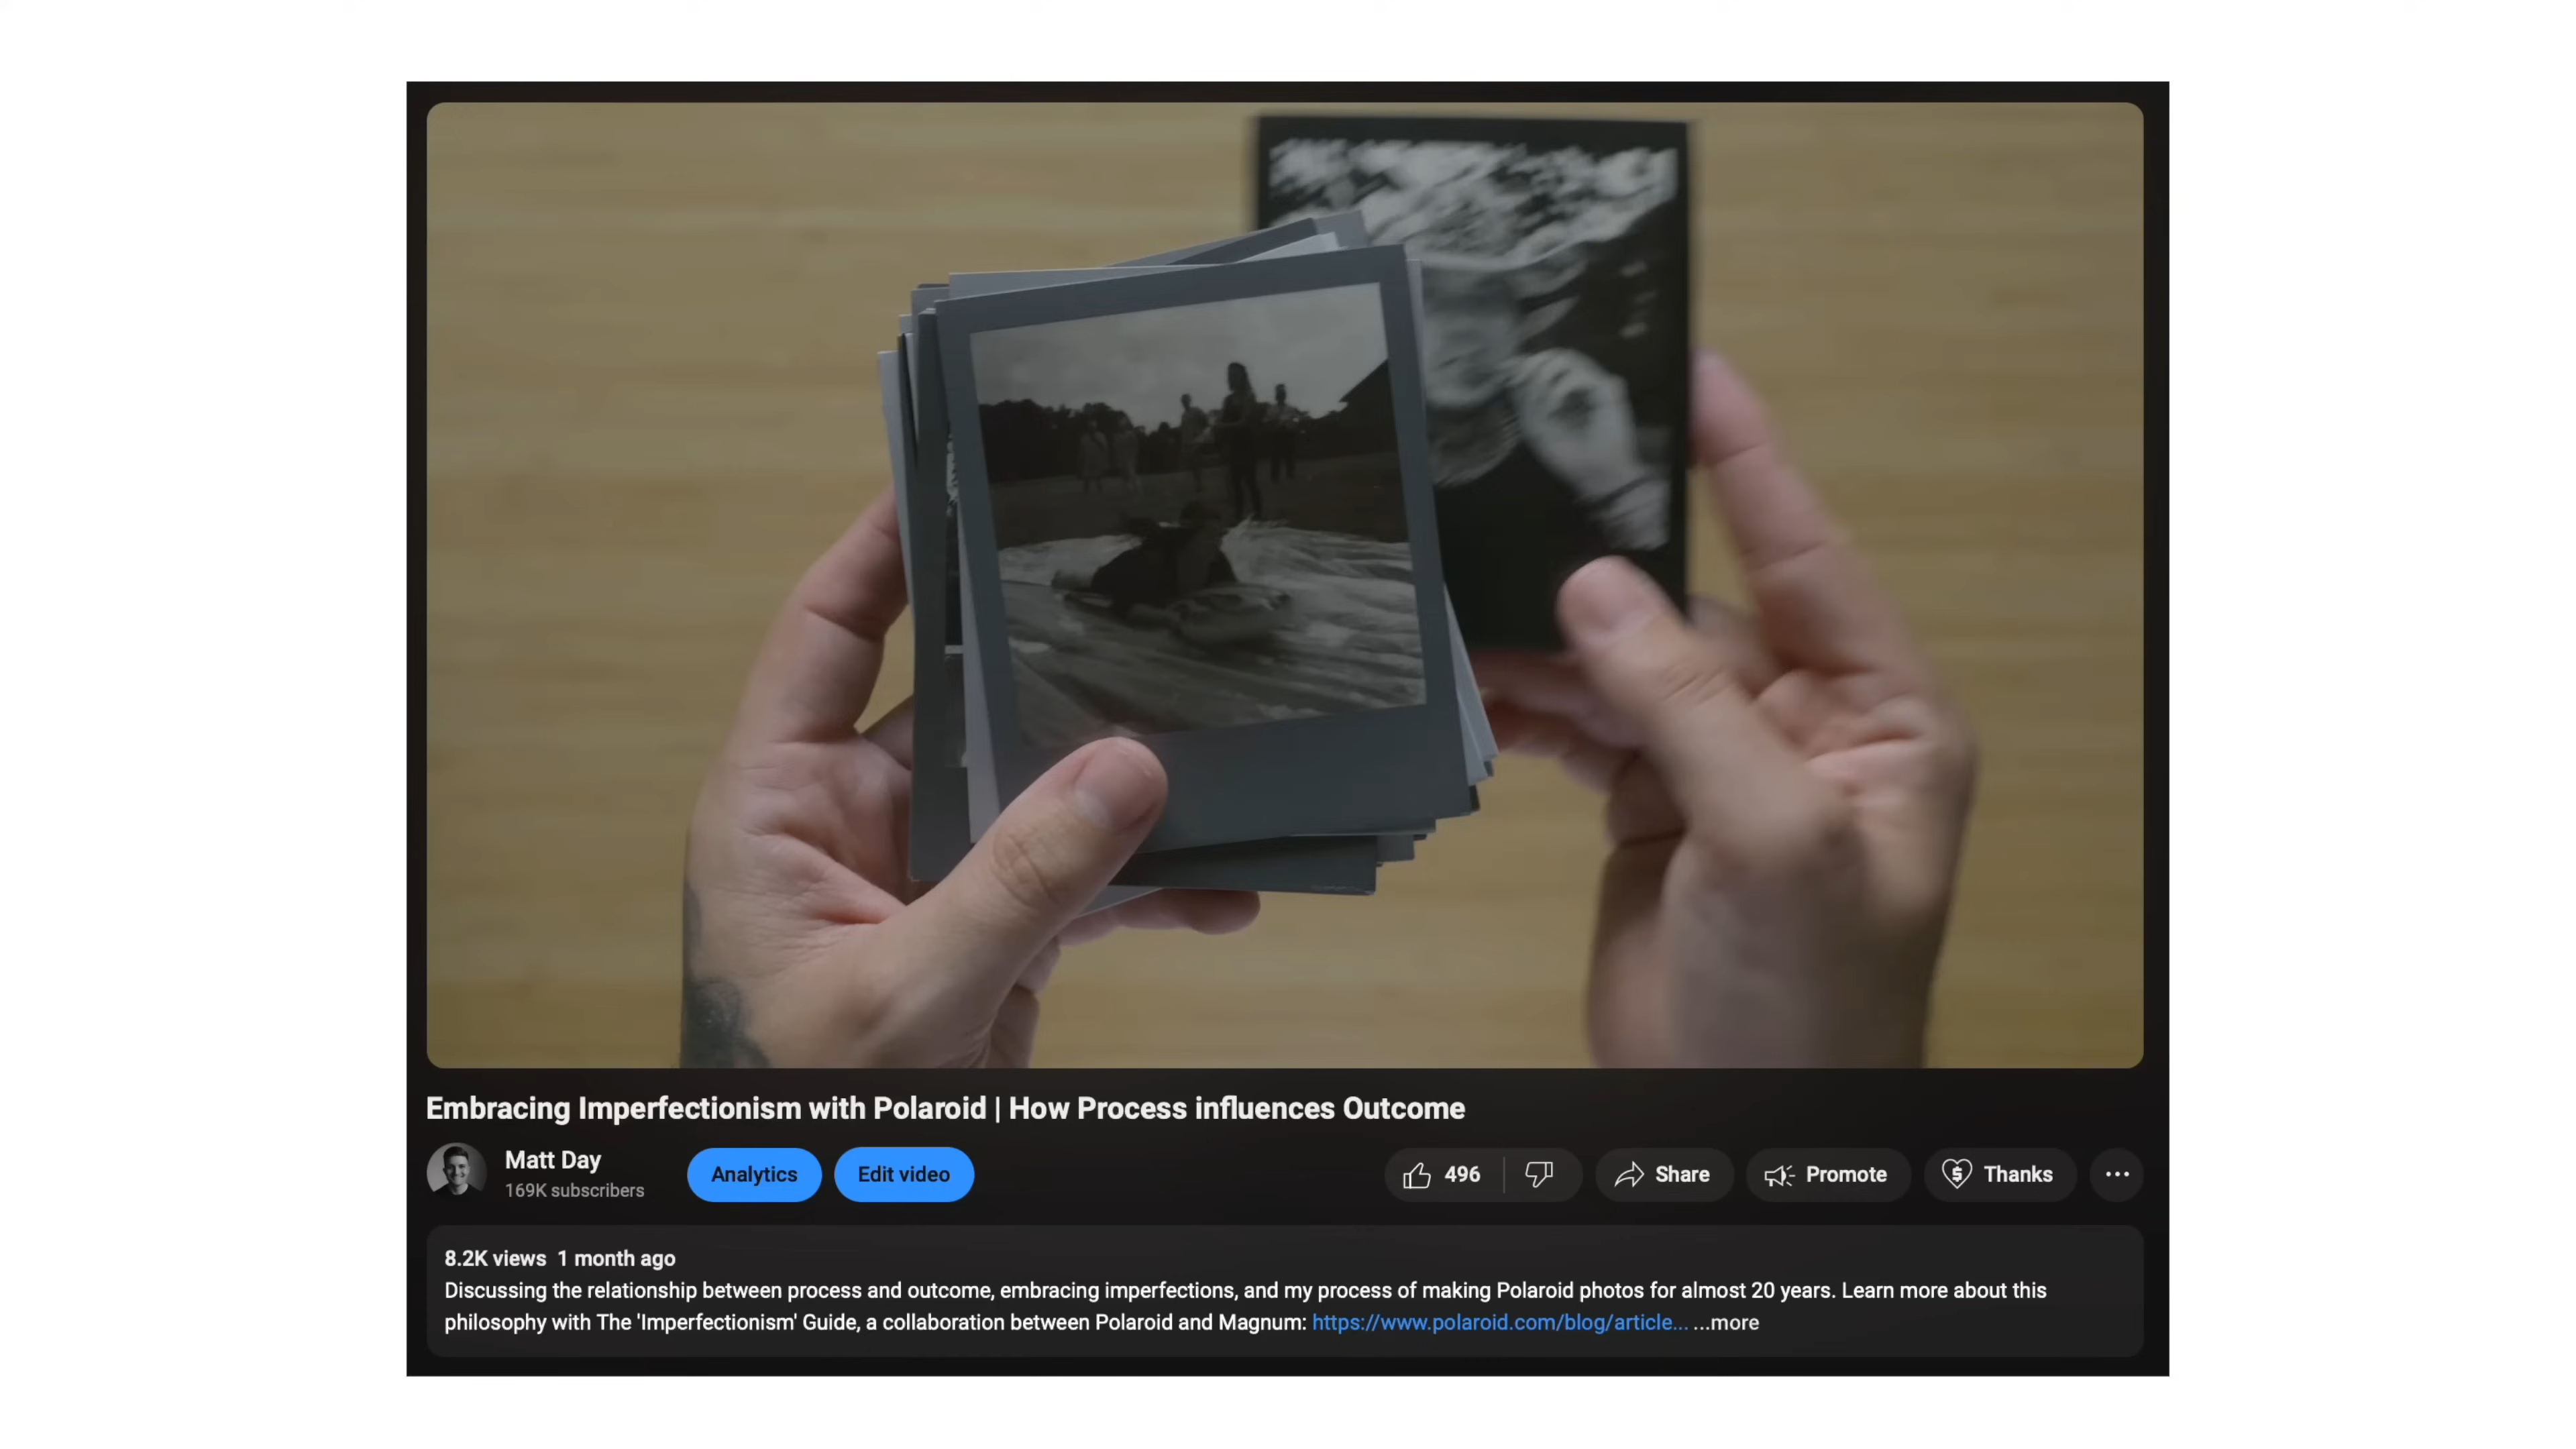 Embracing Imperfectionism with Polaroid | How Process influences Outcome
Matt Day
169K subscribers
Analytics
Edit video
496
Share
Promote
Thanks
8.2K views 1 month ago
Discussing the relationship between process and outcome, embracing imperfections, and my process of making Polaroid photos for almost 20 years. Learn more about this
philosophy with The 'Imperfectionism' Guide, a collaboration between Polaroid and Magnum: https://www.polaroid.com/blog/article... ...more